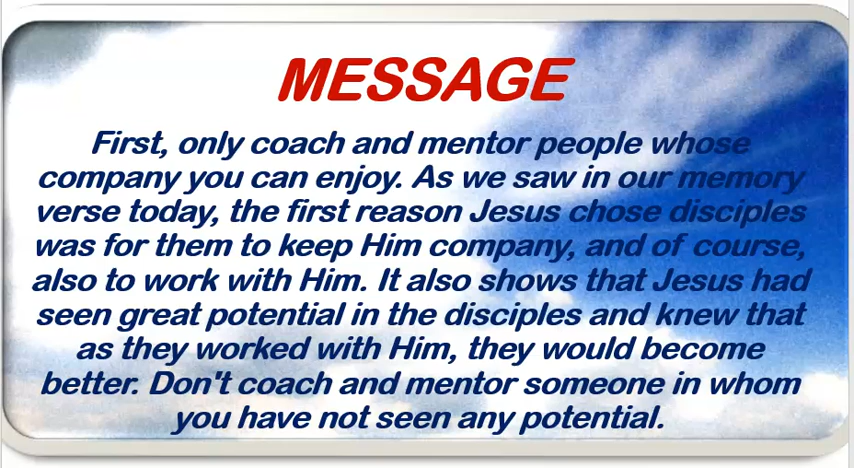 MESSAGE
First, only coach and mentor people whose
company you can enjoy. As we saw in our memory
verse today, the first reason Jesus chose disciples
was for them to keep Him company, and of course,
also to work with Him. It also shows that Jesus had
seen great potential in the disciples and knew that
as they worked with Him, they would become
better. Don't coach and mentor someone in whom
you have not seen any potential.